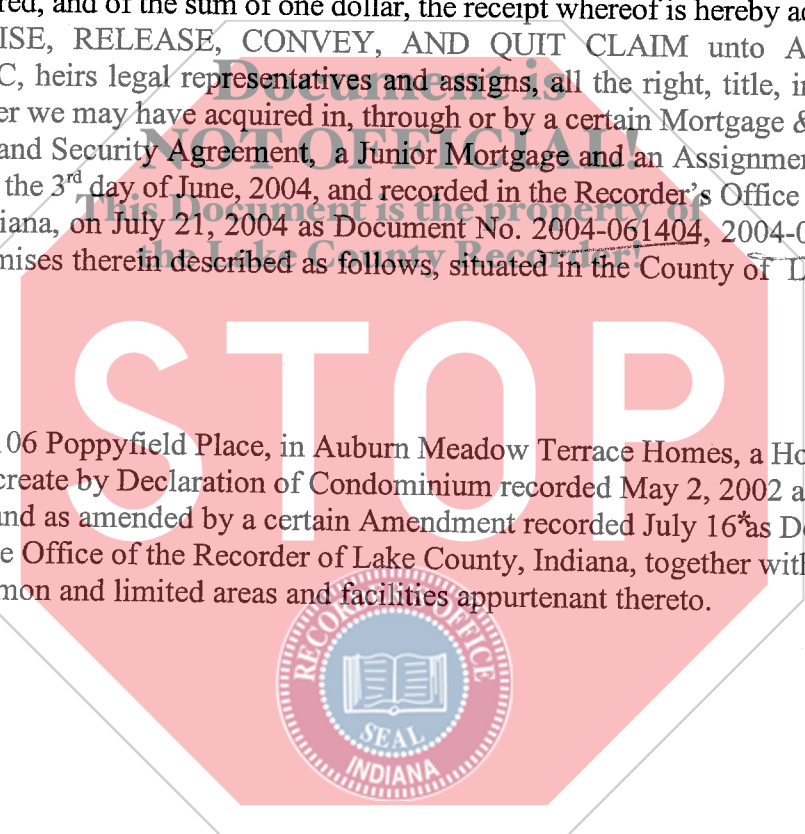 red, and of the sum of one dollar, the receipt whereof is hereby ac
ISE, RELEASE, CONVEY, AND QUIT CLAIM unto A
Document is
C, heirs legal representatives and assigns, all the right, title, in
er we may have acquired in, through or by a certain Mortgage &
NOT OFFICIAL!
and Security Agreement, a Junior Mortgage and an Assignmen
the 3rd day of June, 2004, and recorded in the Recorder's Office
This Document is the property of
iana, on July 21, 2004 as Document No. 2004-061404, 2004-0
the Lake County Recorder!
mises therein described as follows, situated in the County of
STOP
106 Poppyfield Place, in Auburn Meadow Terrace Homes, a Ho
create by Declaration of Condominium recorded May 2, 2002 a
and as amended by a certain Amendment recorded July 16*as Do
e Office of the Recorder of Lake County, Indiana, together with
mon and limited areas and facilities appurtenant thereto.
RECORDER'S OFFICE
SEAL
INDIANA